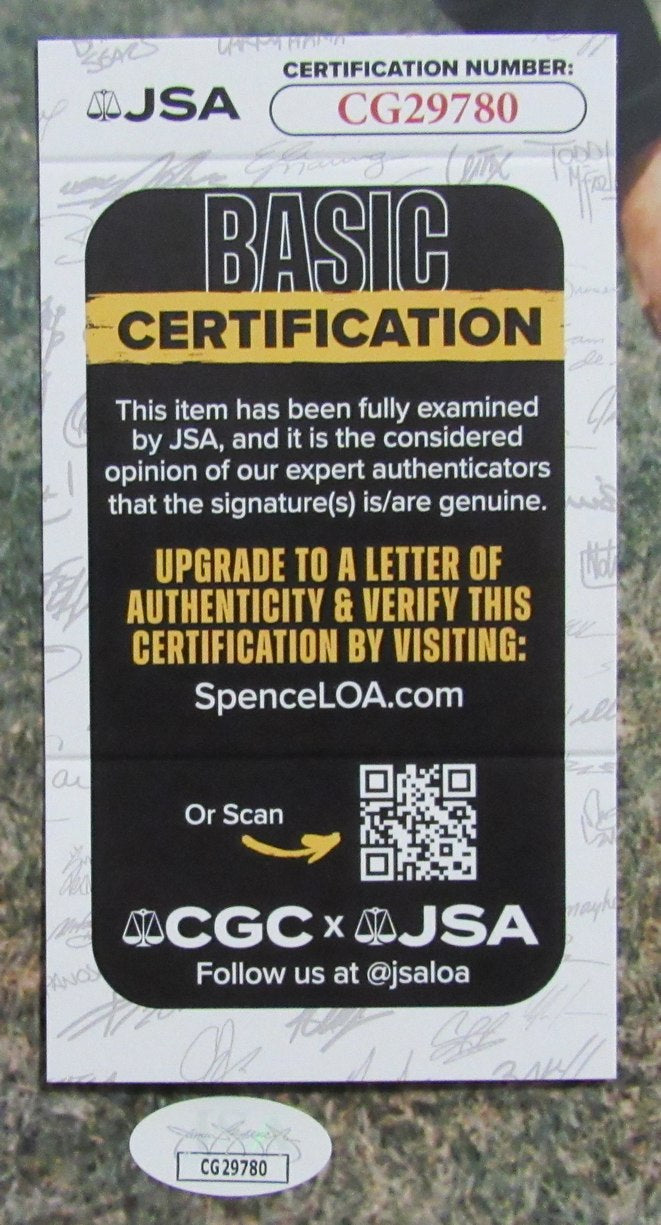 JSA
CERTIFICATION NUMBER:
CG29780
BASIC
CERTIFICATION
This item has been fully examined
by JSA, and it is the considered
opinion of our expert authenticators
that the signature(s) is/are genuine.
UPGRADE TO A LETTER OF
AUTHENTICITY & VERIFY THIS
CERTIFICATION BY VISITING:
SpenceLOA.com
Or Scan
CGC x JSA
Follow us at @jsaloa
CG29780